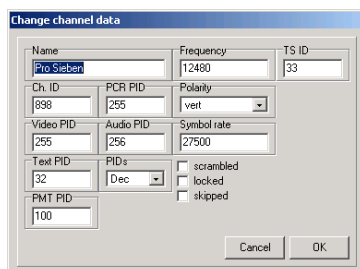 Change channel data
Name Frequency TS ID
Pro Sieben 12480 33
Ch. ID PCR PID Polarity
898 255 vert
Video PID Audio PID Symbol rate
255 256 27500
Text PID PIDs
32 Dec
scrambled
locked
skipped
PMT PID
100
Cancel OK